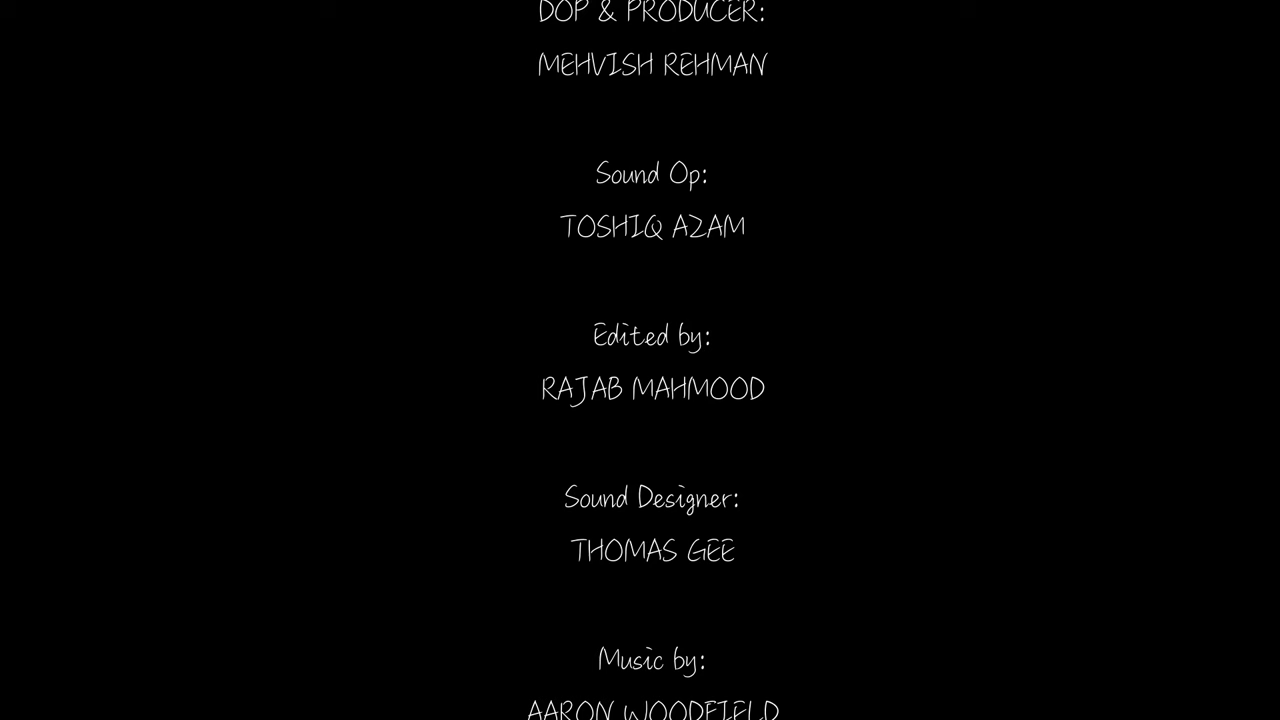 DOP & PRODUCER:
MEHVISH REHMAN
Sound Op:
TOSHIQ AZAM
Edited by:
RAJAB MAHMOOD
Sound Designer:
THOMAS GEE
Music by:
AARON WOODFIELD